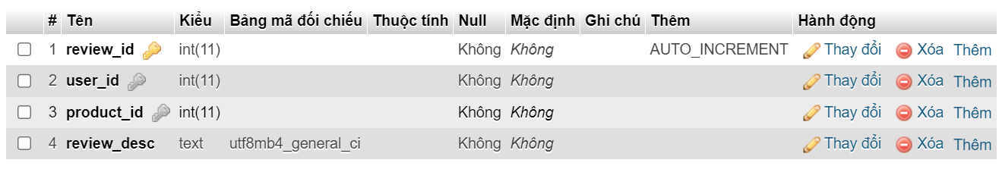 # Tên Kiểu Bảng mã đối chiếu Thuộc tính Null Mặc định Ghi chú Thêm Hành động
1 review_id int(11) Không Không AUTO_INCREMENT Thay đổi Xóa Thêm
2 user_id int(11) Không Không Thay đổi Xóa Thêm
3 product_id int(11) Không Không Thay đổi Xóa Thêm
4 review_desc text utf8mb4_general_ci Không Không Thay đổi Xóa Thêm